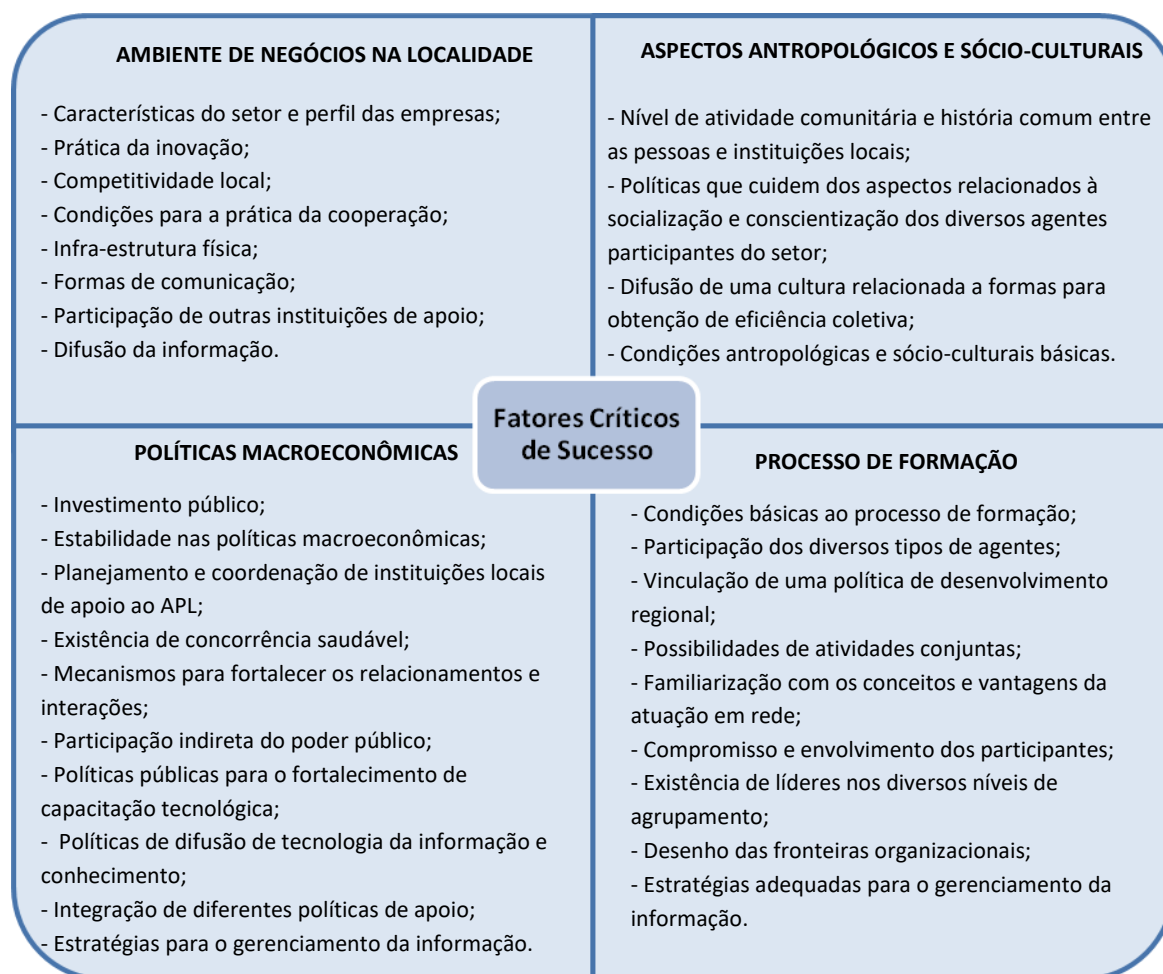 AMBIENTE DE NEGÓCIOS NA LOCALIDADE
- Características do setor e perfil das empresas;
- Prática da inovação;
- Competitividade local;
- Condições para a prática da cooperação;
- Infra-estrutura física;
- Formas de comunicação;
- Participação de outras instituições de apoio;
- Difusão da informação.
ASPECTOS ANTROPOLÓGICOS E SÓCIO-CULTURAIS
- Nível de atividade comunitária e história comum entre
as pessoas e instituições locais;
- Políticas que cuidem dos aspectos relacionados à
socialização e conscientização dos diversos agentes
participantes do setor;
- Difusão de uma cultura relacionada a formas para
obtenção de eficiência coletiva;
- Condições antropológicas e sócio-culturais básicas.
Fatores Críticos
de Sucesso
POLÍTICAS MACROECONÔMICAS
- Investimento público;
- Estabilidade nas políticas macroeconômicas;
- Planejamento e coordenação de instituições locais
de apoio ao APL;
- Existência de concorrência saudável;
- Mecanismos para fortalecer os relacionamentos e
interações;
- Participação indireta do poder público;
- Políticas públicas para o fortalecimento de
capacitação tecnológica;
- Políticas de difusão de tecnologia da informação e
conhecimento;
- Integração de diferentes políticas de apoio;
- Estratégias para o gerenciamento da informação.
PROCESSO DE FORMAÇÃO
- Condições básicas ao processo de formação;
- Participação dos diversos tipos de agentes;
- Vinculação de uma política de desenvolvimento
regional;
- Possibilidades de atividades conjuntas;
- Familiarização com os conceitos e vantagens da
atuação em rede;
- Compromisso e envolvimento dos participantes;
- Existência de líderes nos diversos níveis de
agrupamento;
- Desenho das fronteiras organizacionais;
- Estratégias adequadas para o gerenciamento da
informação.